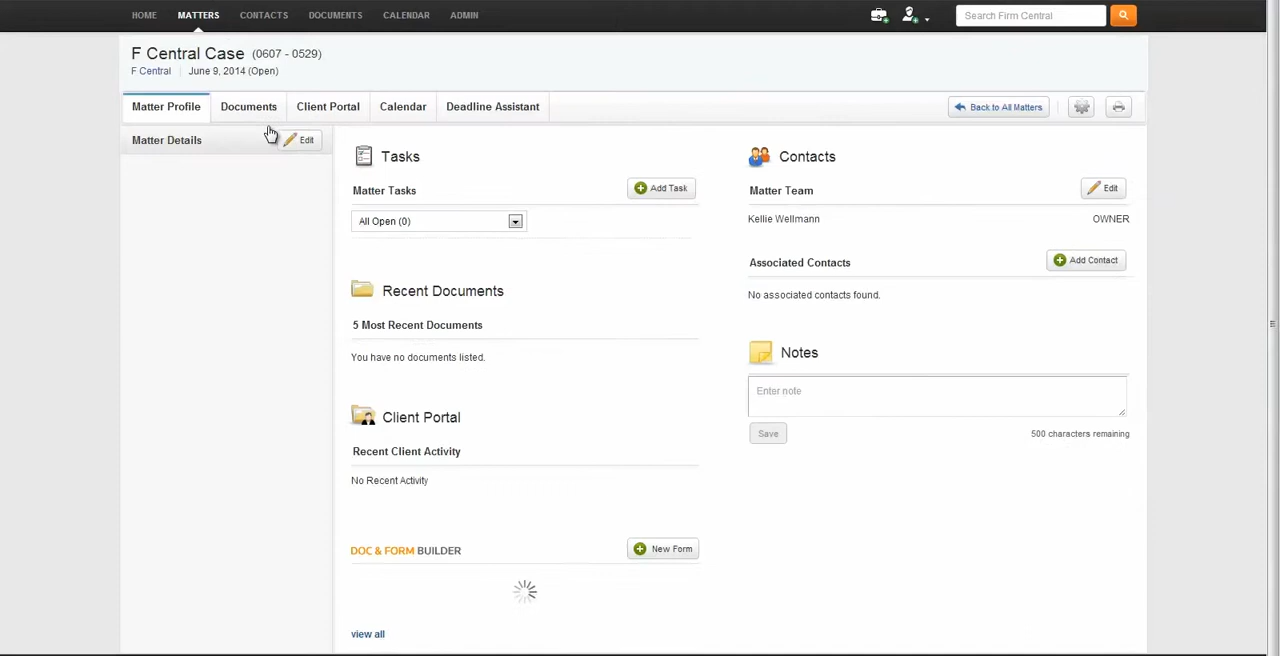 HOME MATTERS CONTACTS DOCUMENTS CALENDAR ADMIN Search Firm Central
F Central Case (0607 - 0529)
F Central June 9, 2014 (Open)
Matter Profile Documents Client Portal Calendar Deadline Assistant Back to All Matters
Matter Details Edit
Tasks
Matter Tasks Add Task
All Open (0)
Recent Documents
5 Most Recent Documents
You have no documents listed.
Client Portal
Recent Client Activity
No Recent Activity
DOC & FORM BUILDER New Form
view all
Contacts
Matter Team Edit
Kellie Wellmann OWNER
Associated Contacts Add Contact
No associated contacts found.
Notes
Enter note
Save 500 characters remaining